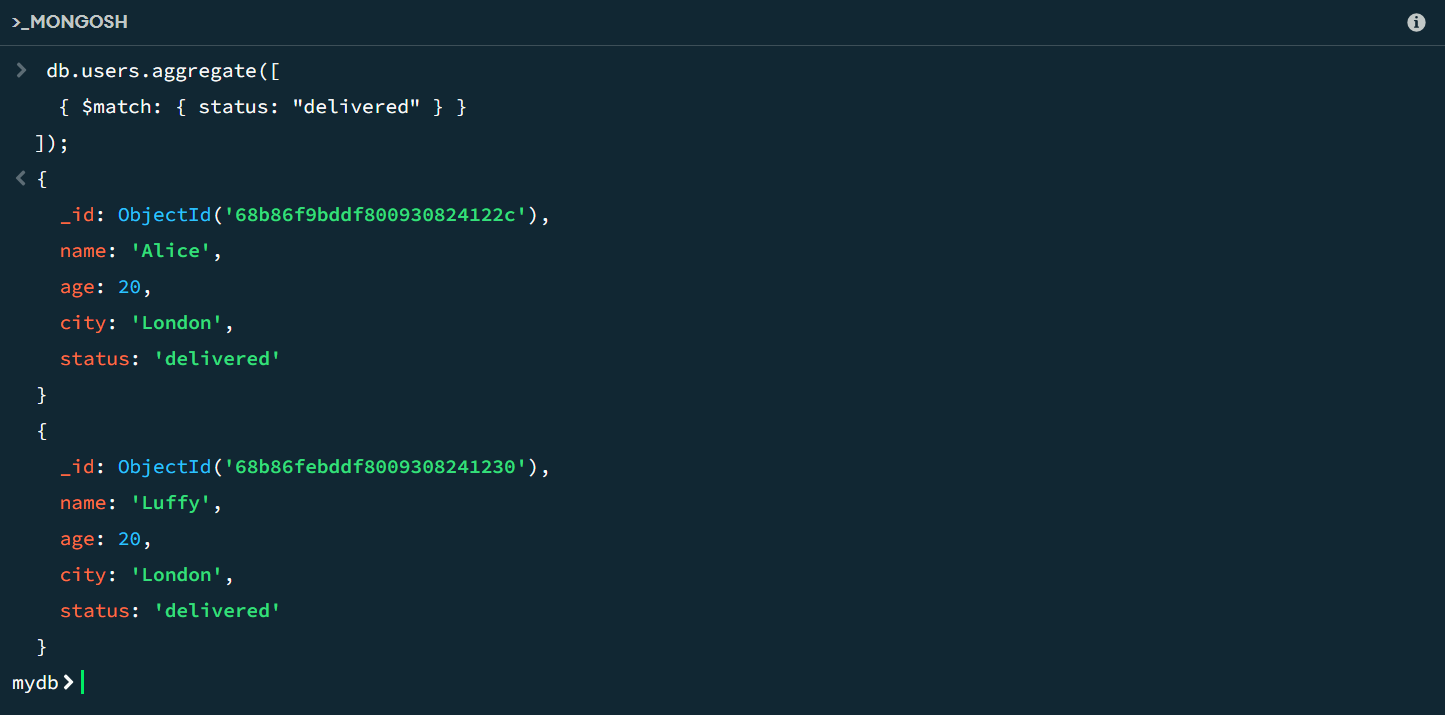 >_MONGOSH
> db.users.aggregate([
{ $match: { status: "delivered" } }
]);
< {
_id: ObjectId('68b86f9bddf800930824122c'),
name: 'Alice',
age: 20,
city: 'London',
status: 'delivered'
}
{
_id: ObjectId('68b86febddf8009308241230'),
name: 'Luffy',
age: 20,
city: 'London',
status: 'delivered'
}
mydb>